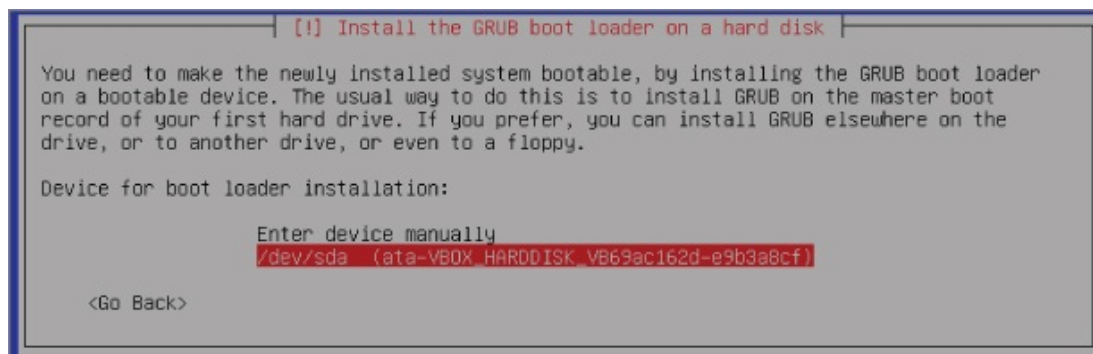 [!] Install the GRUB boot loader on a hard disk
You need to make the newly installed system bootable, by installing the GRUB boot loader
on a bootable device. The usual way to do this is to install GRUB on the master boot
record of your first hard drive. If you prefer, you can install GRUB elsewhere on the
drive, or to another drive, or even to a floppy.
Device for boot loader installation:
Enter device manually
/dev/sda (ata-VBOX_HARDDISK_VB69ac162d-e9b3a8cf)
<Go Back>